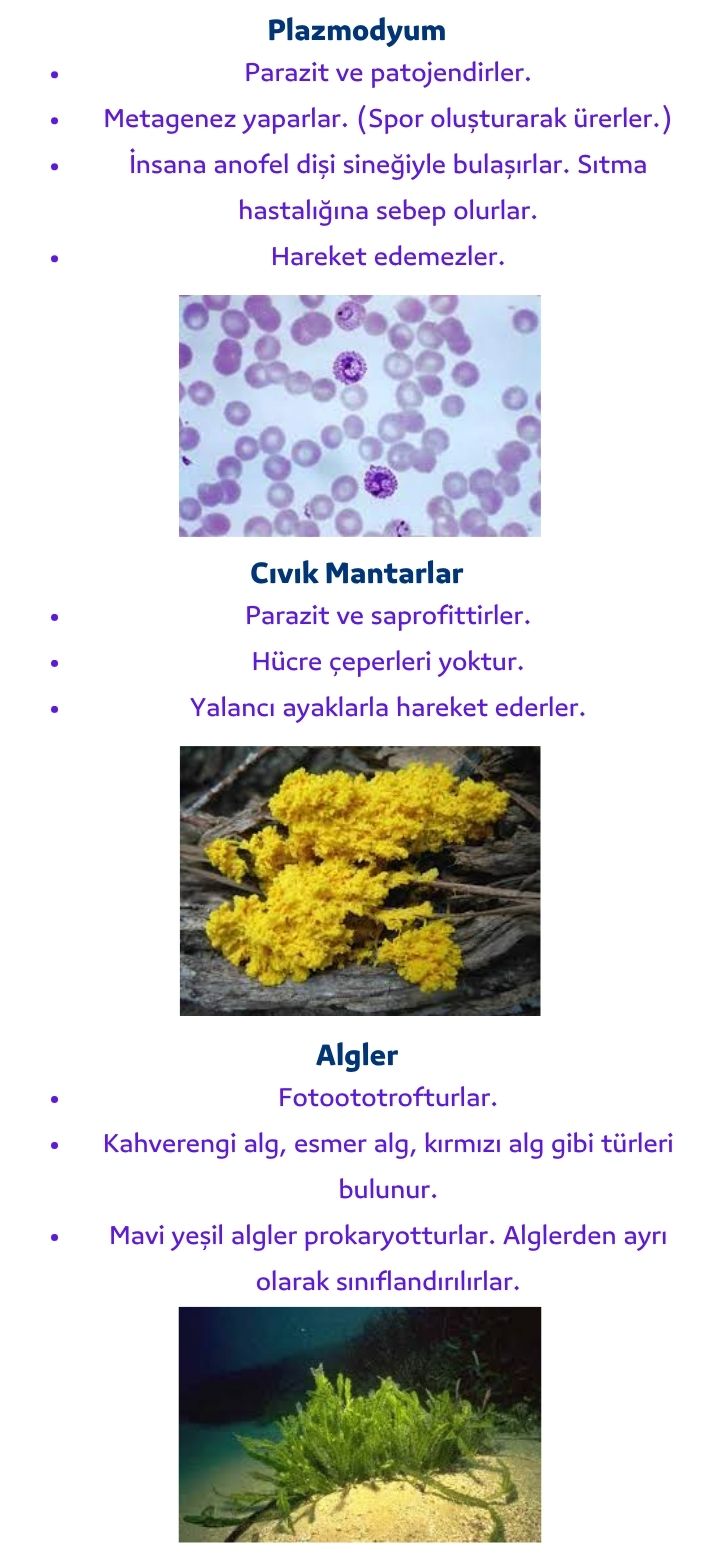 Plazmodyum
• Parazit ve patojendirler.
• Metagenez yaparlar. (Spor oluşturarak ürerler.)
• İnsana anofel dişi sineğiyle bulaşırlar. Sıtma
hastalığına sebep olurlar.
• Hareket edemezler.
Cıvık Mantarlar
• Parazit ve saprofittirler.
• Hücre çeperleri yoktur.
• Yalancı ayaklarla hareket ederler.
Algler
• Fotoototrofturlar.
• Kahverengi alg, esmer alg, kırmızı alg gibi türleri
bulunur.
• Mavi yeşil algler prokaryotturlar. Alglerden ayrı
olarak sınıflandırılırlar.